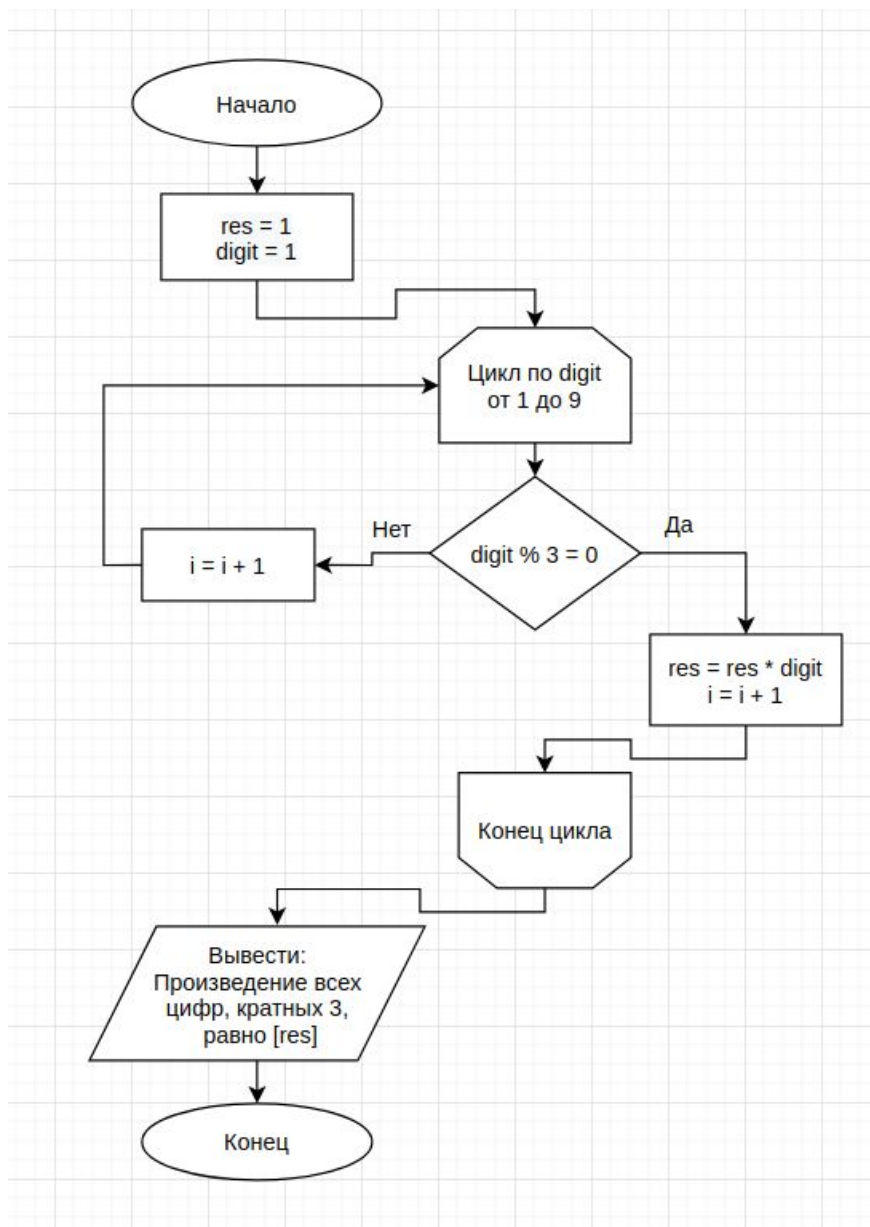 Начало
res = 1
digit = 1
Цикл по digit
от 1 до 9
Нет
digit % 3 = 0
Да
i = i + 1
res = res * digit
i = i + 1
Конец цикла
Вывести:
Произведение всех
цифр, кратных 3,
равно [res]
Конец